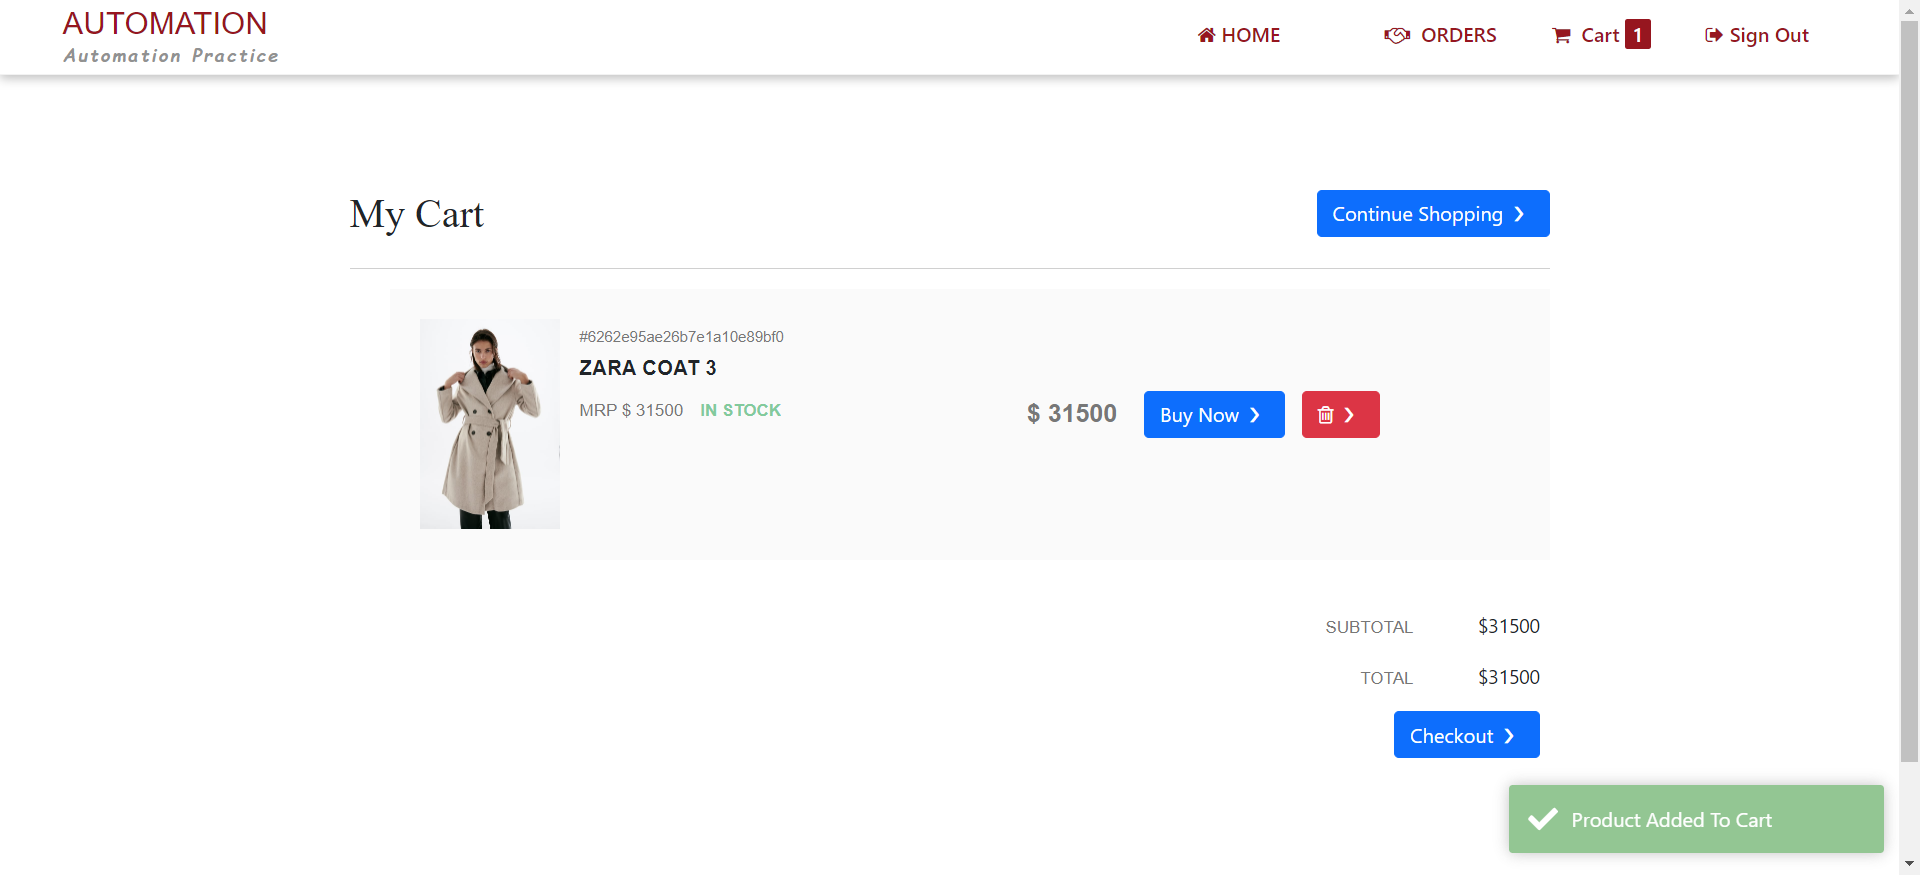 AUTOMATION
Automation Practice
HOME
ORDERS
Cart 1
Sign Out
My Cart
Continue Shopping ❯
#6262e95ae26b7e1a10e89bf0
ZARA COAT 3
MRP $ 31500 IN STOCK
$ 31500
Buy Now ❯
❯
SUBTOTAL $31500
TOTAL $31500
Checkout ❯
Product Added To Cart